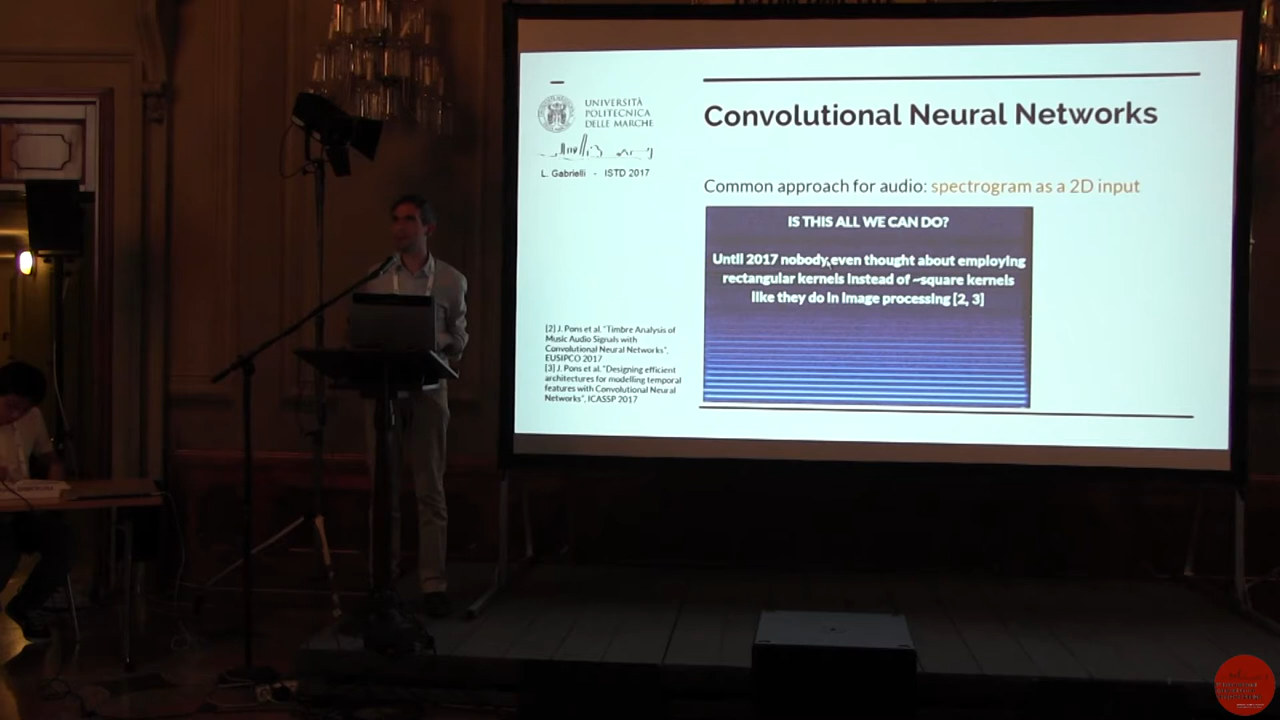 UNIVERSITÀ
POLITECNICA
DELLE MARCHE
L. Gabrielli - ISTD 2017
Convolutional Neural Networks
Common approach for audio: spectrogram as a 2D input
IS THIS ALL WE CAN DO?
Until 2017 nobody even thought about employing
rectangular kernels instead of ~square kernels
like they do in image processing [2, 3]
[2] J. Pons et al. "Timbre Analysis of
Music Audio Signals with
Convolutional Neural Networks",
EUSIPCO 2017
[3] J. Pons et al. "Designing efficient
architectures for modelling temporal
features with Convolutional Neural
Networks", ICASSP 2017